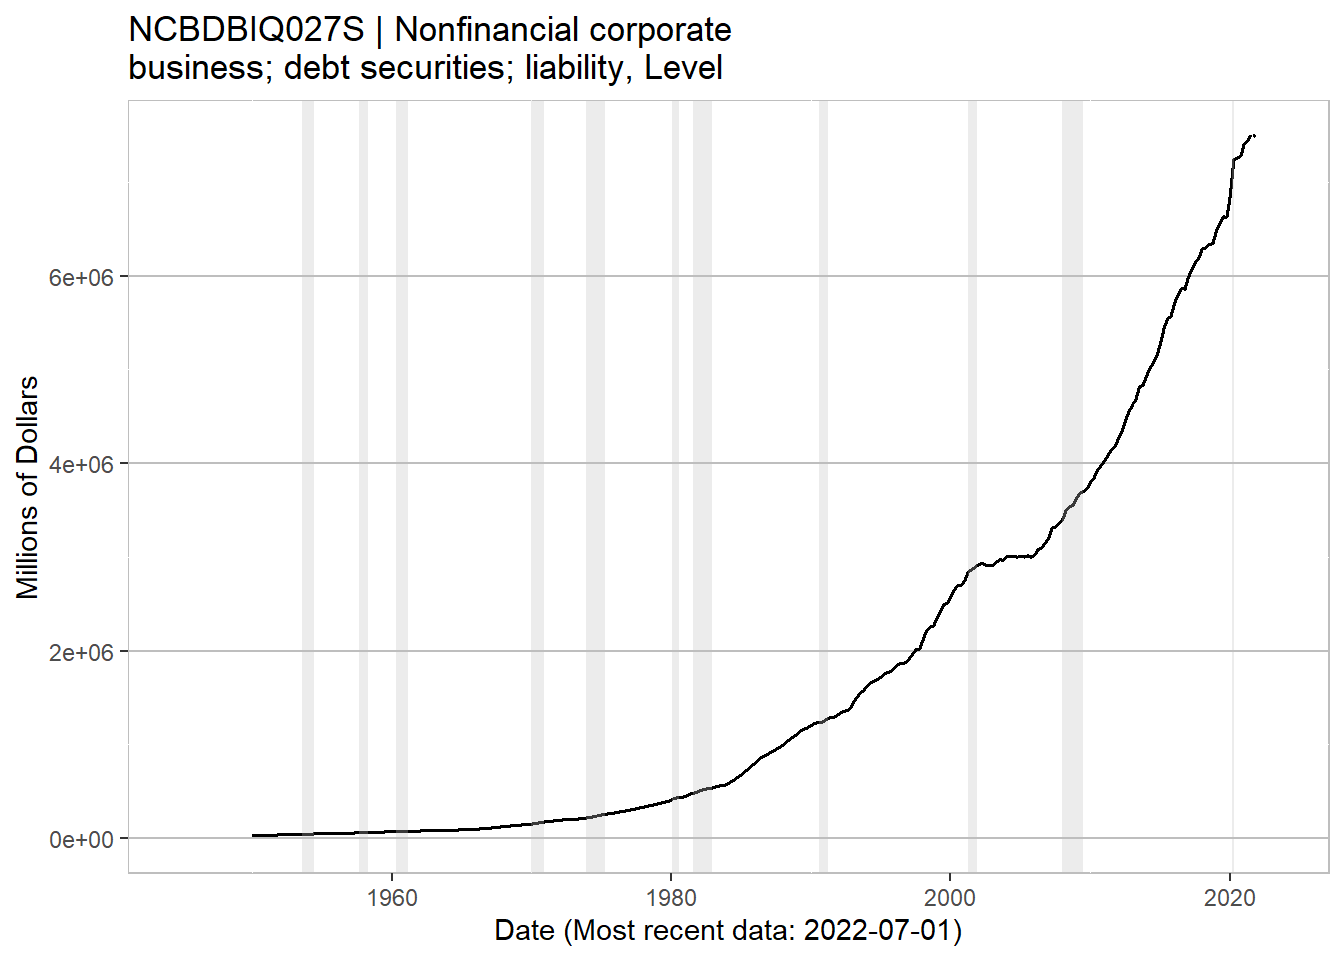 NCBDBIQ027S | Nonfinancial corporate
business; debt securities; liability, Level
Millions of Dollars
6e+06
4e+06
2e+06
0e+00
1960 1980 2000 2020
Date (Most recent data: 2022-07-01)